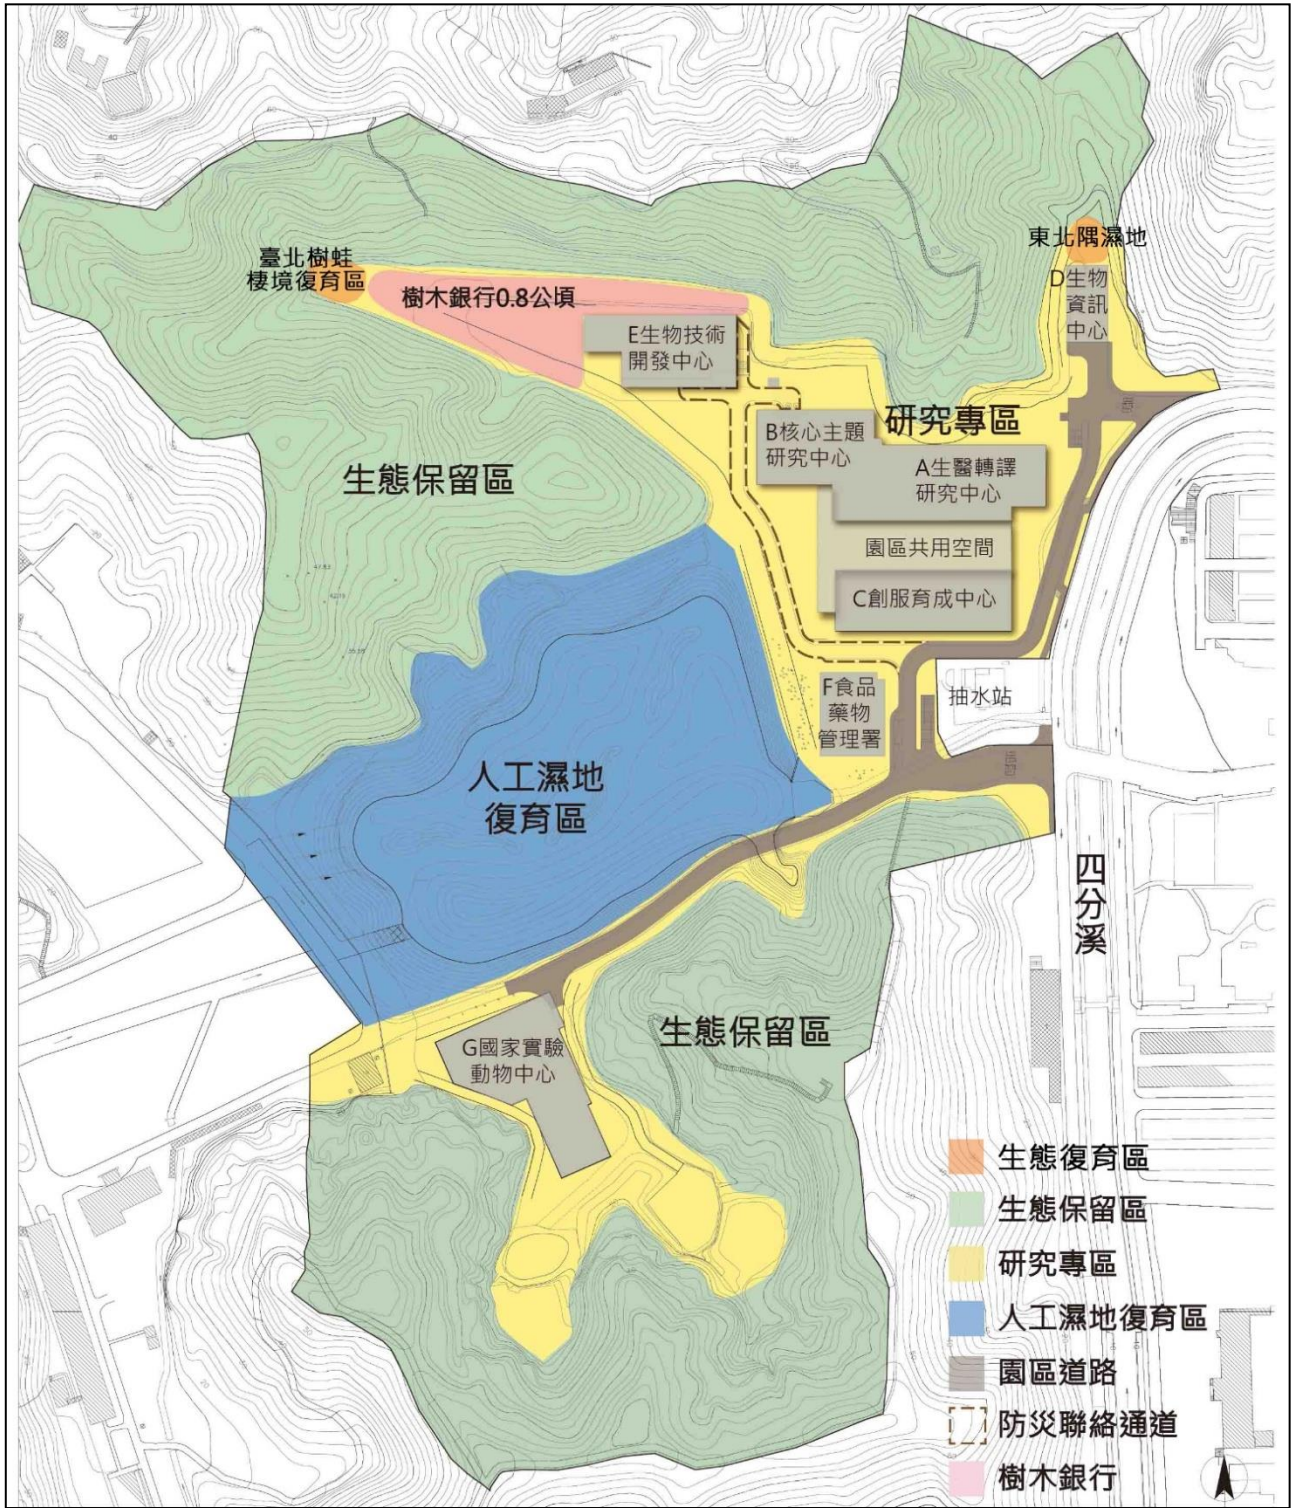 東北隅濕地
D生物
資訊
中心
臺北樹蛙
棲境復育區
樹木銀行0.8公頃
E生物技術
開發中心
研究專區
B核心主題
研究中心
A生醫轉譯
研究中心
生態保留區
園區共用空間
C創服育成中心
F食品
藥物
管理署
抽水站
人工濕地
復育區
四分溪
生態保留區
G國家實驗
動物中心
生態復育區
生態保留區
研究專區
人工濕地復育區
園區道路
防災聯絡通道
樹木銀行